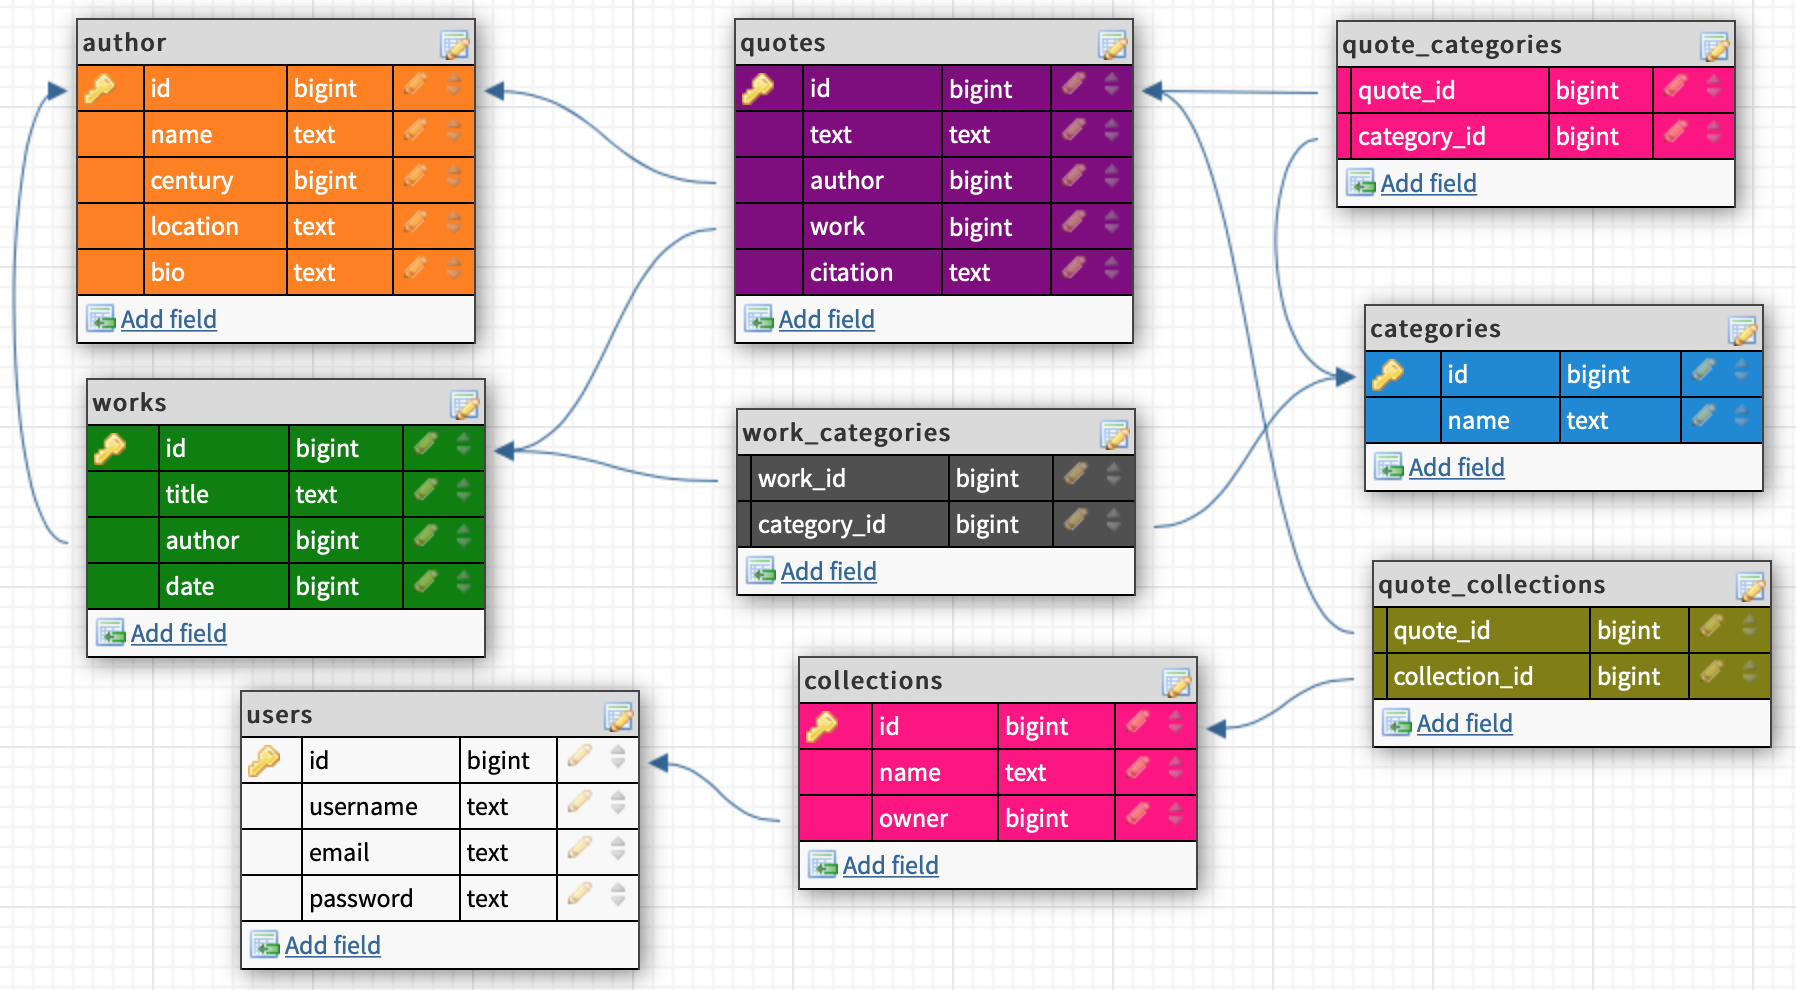 author
id bigint
name text
century bigint
location text
bio text
Add field
quotes
id bigint
text text
author bigint
work bigint
citation text
Add field
quote_categories
quote_id bigint
category_id bigint
Add field
categories
id bigint
name text
Add field
works
id bigint
title text
author bigint
date bigint
Add field
work_categories
work_id bigint
category_id bigint
Add field
quote_collections
quote_id bigint
collection_id bigint
Add field
users
id bigint
username text
email text
password text
Add field
collections
id bigint
name text
owner bigint
Add field